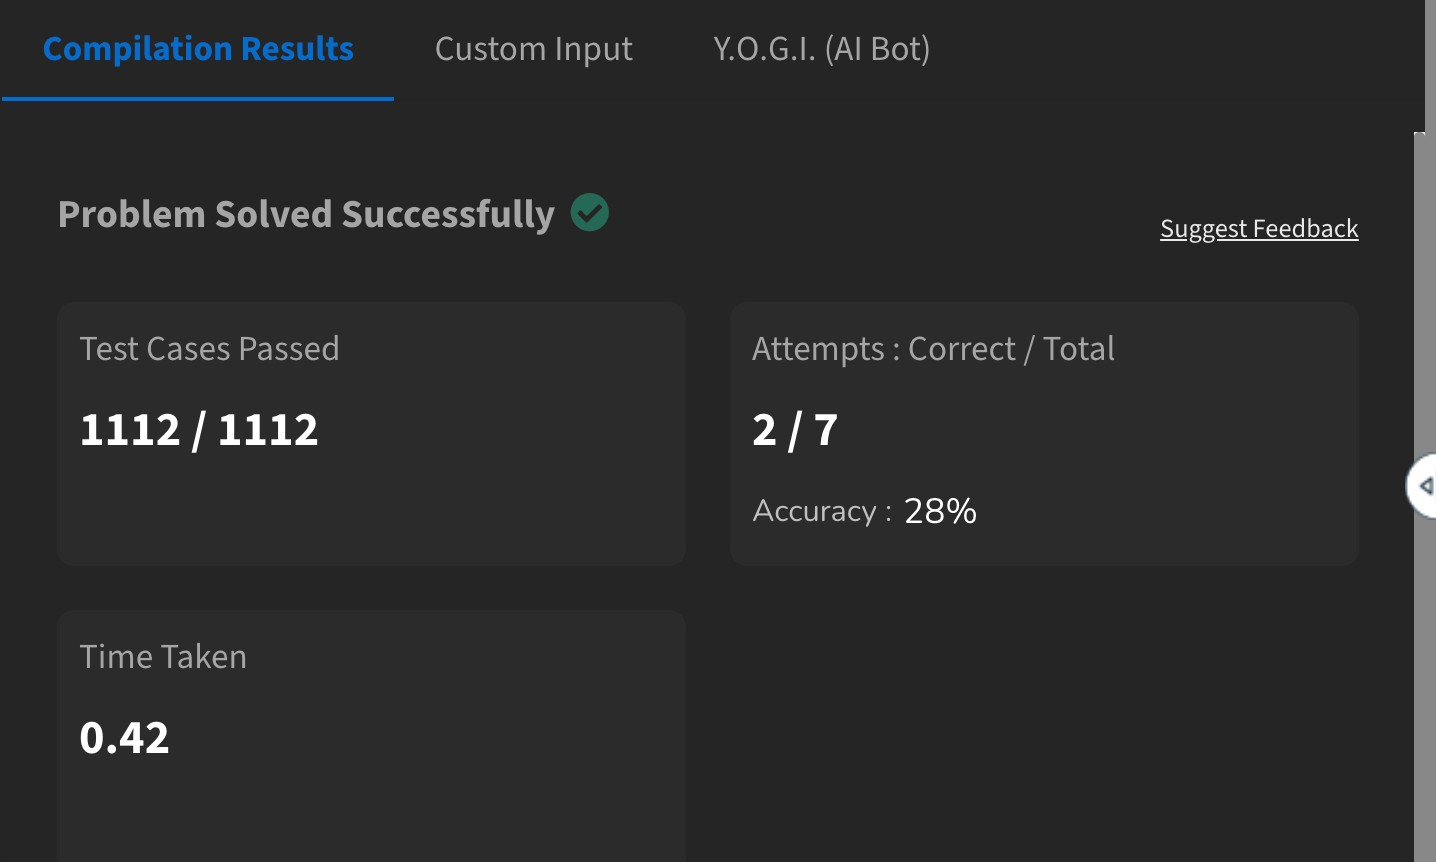 Compilation Results Custom Input Y.O.G.I. (AI Bot)
Problem Solved Successfully
Suggest Feedback
Test Cases Passed
1112 / 1112
Attempts : Correct / Total
2 / 7
Accuracy : 28%
Time Taken
0.42